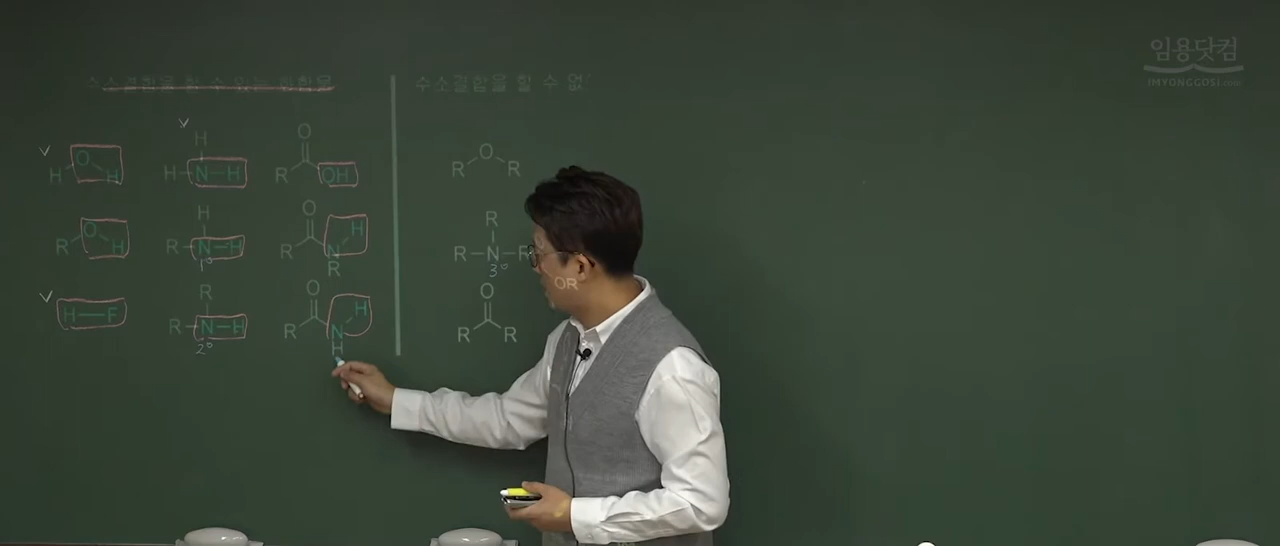 임용닷컴
IMYONGGOSI.com
수소결합을 할 수 있는 화합물
수소결합을 할 수 없
H O H
H
H-N-H
O
R OH
R O R
R O H
H
R-N-H
1°
O
R N H
R
R
R-N-R
3°
OR
H-F
R
R-N-H
2°
O
R N H
H
O
R R